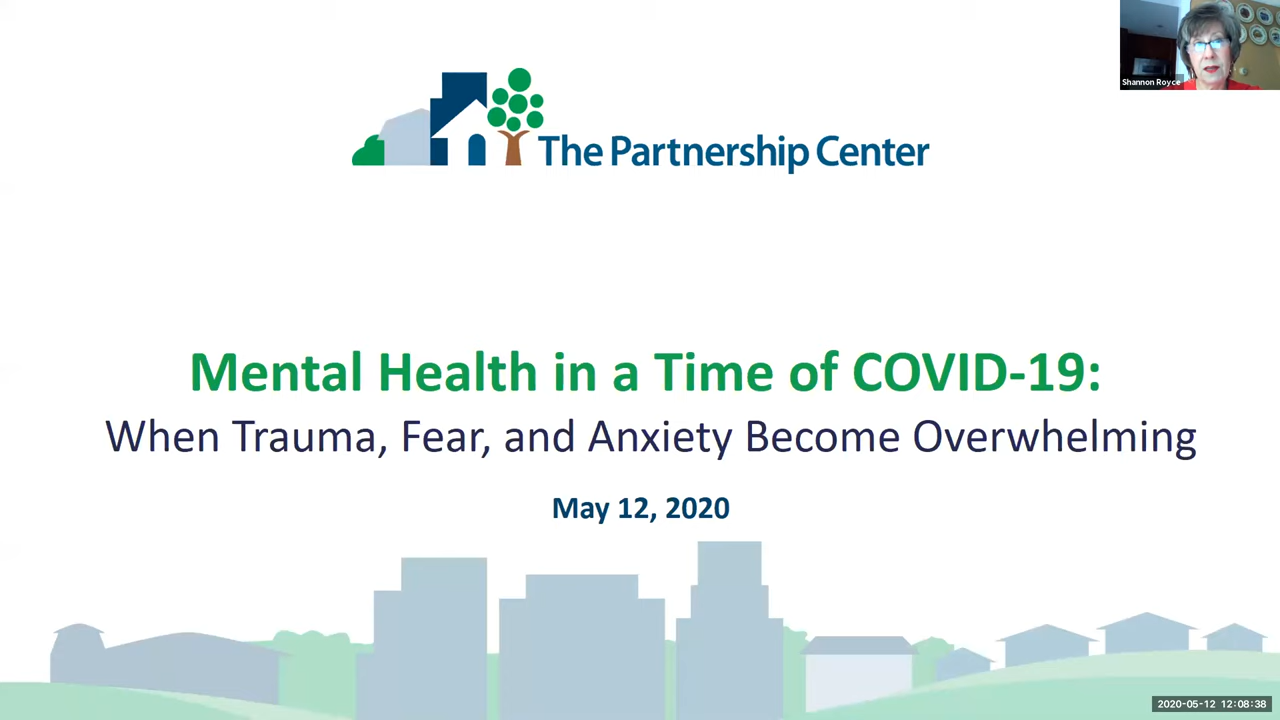 Shannon Royce
The Partnership Center
Mental Health in a Time of COVID-19:
When Trauma, Fear, and Anxiety Become Overwhelming
May 12, 2020
2020-05-12 12:08:38